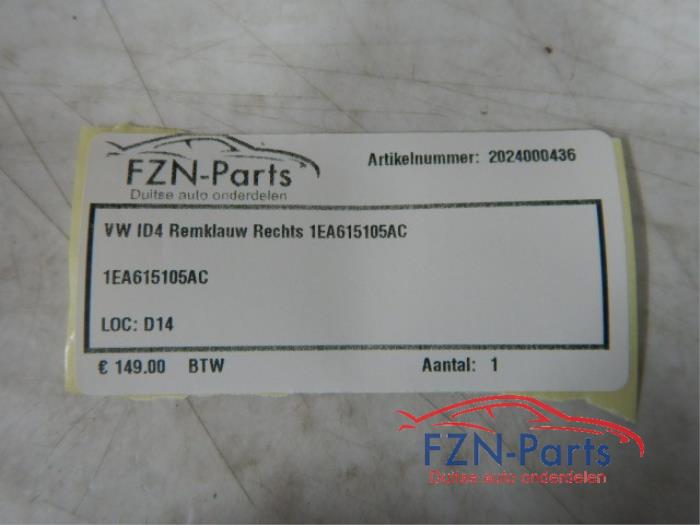 FZN-Parts
Duitse auto onderdelen
Artikelnummer: 2024000436
VW ID4 Remklauw Rechts 1EA615105AC
1EA615105AC
LOC: D14
€ 149.00 BTW
Aantal: 1
FZN-Parts
Duitse auto onderdelen